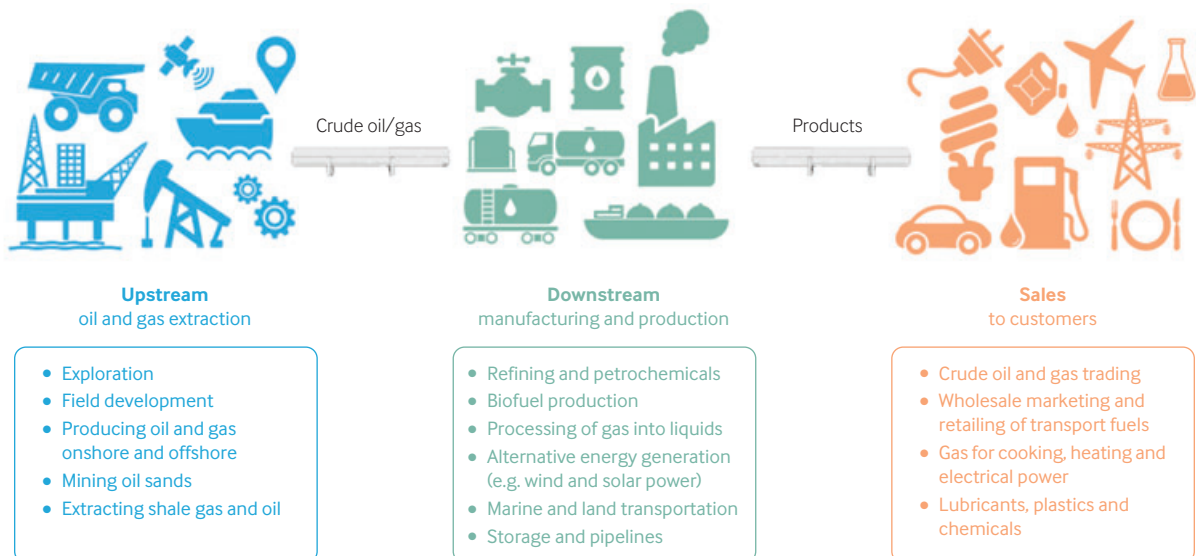 Crude oil/gas
Products
Upstream
oil and gas extraction
• Exploration
• Field development
• Producing oil and gas
onshore and offshore
• Mining oil sands
• Extracting shale gas and oil
Downstream
manufacturing and production
• Refining and petrochemicals
• Biofuel production
• Processing of gas into liquids
• Alternative energy generation
(e.g. wind and solar power)
• Marine and land transportation
• Storage and pipelines
Sales
to customers
• Crude oil and gas trading
• Wholesale marketing and
retailing of transport fuels
• Gas for cooking, heating and
electrical power
• Lubricants, plastics and
chemicals